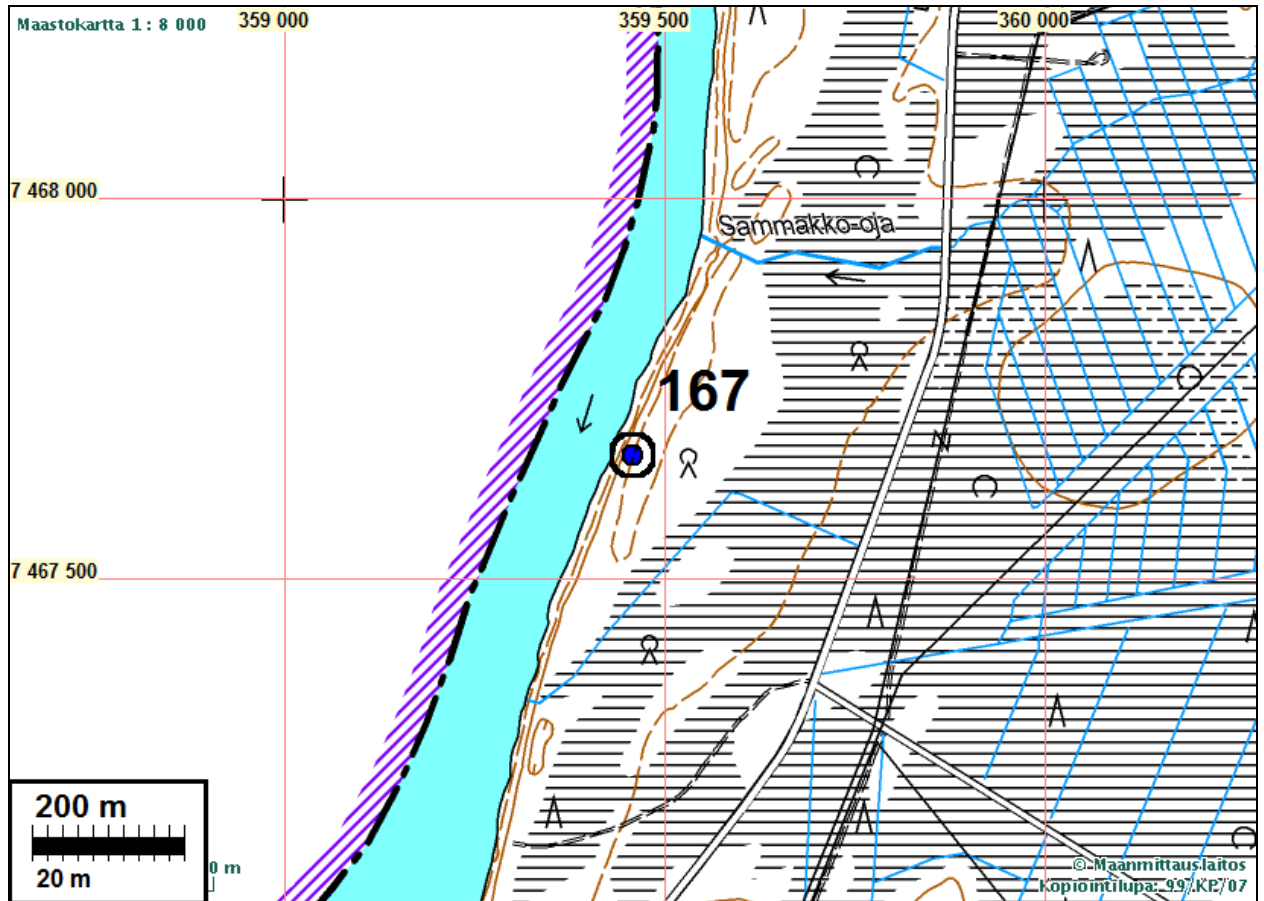 Maastokartta 1 : 8 000
359 000
359 500
360 000
7 468 000
Sammakko-oja
167
7 467 500
200 m
20 m
0 m
© Maanmittauslaitos
Kopiointilupa: 99/KP/07